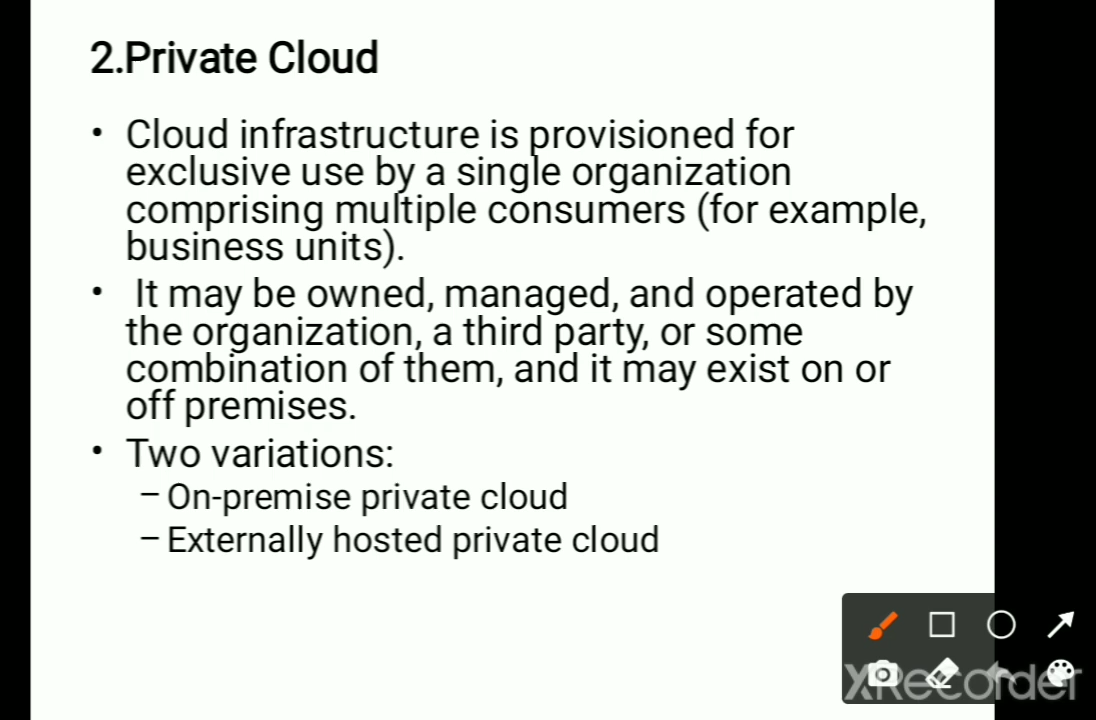 2.Private Cloud
• Cloud infrastructure is provisioned for
exclusive use by a single organization
comprising multiple consumers (for example,
business units).
• It may be owned, managed, and operated by
the organization, a third party, or some
combination of them, and it may exist on or
off premises.
• Two variations:
– On-premise private cloud
– Externally hosted private cloud
XRecorder